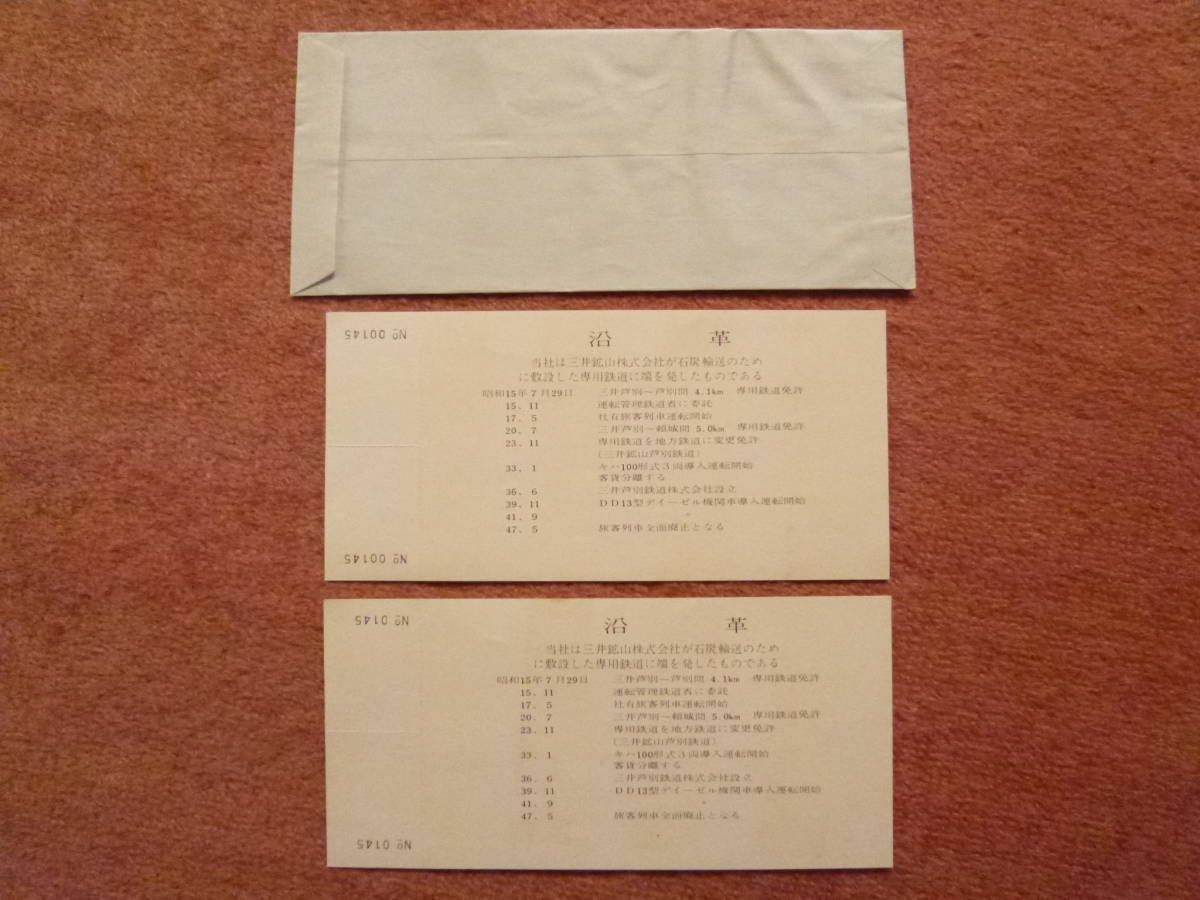 № 00145
沿革
当社は三井鉱山株式会社が石炭輸送のため
に敷設した専用鉄道に端を発したものである
昭和15年7月29日 三井芦別～芦別間 4.1km 専用鉄道免許
15. 11 運転管理鉄道省に委託
17. 5 社有旅客列車運転開始
20. 7 三井芦別～頼城間 5.0km 専用鉄道免許
23. 11 専用鉄道を地方鉄道に変更免許
(三井鉱山芦別鉄道)
33. 1 キハ100形式3両導入運転開始
客貨分離する
36. 6 三井芦別鉄道株式会社設立
39. 11 DD13型デイーゼル機関車導入運転開始
41. 9 〃
47. 5 旅客列車全面廃止となる
№ 00145
№ 0145
沿革
当社は三井鉱山株式会社が石炭輸送のため
に敷設した専用鉄道に端を発したものである
昭和15年7月29日 三井芦別～芦別間 4.1km 専用鉄道免許
15. 11 運転管理鉄道省に委託
17. 5 社有旅客列車運転開始
20. 7 三井芦別～頼城間 5.0km 専用鉄道免許
23. 11 専用鉄道を地方鉄道に変更免許
(三井鉱山芦別鉄道)
33. 1 キハ100形式3両導入運転開始
客貨分離する
36. 6 三井芦別鉄道株式会社設立
39. 11 DD13型デイーゼル機関車導入運転開始
41. 9 〃
47. 5 旅客列車全面廃止となる
№ 0145